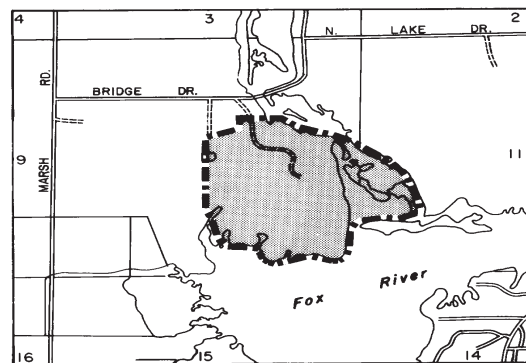 4 3 2
N. LAKE DR.
BRIDGE DR.
MARSH RD.
9 11
Fox River
16 15 14